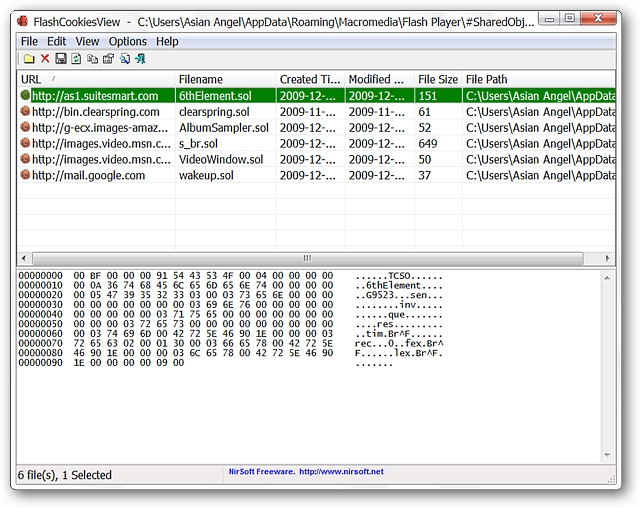 FlashCookiesView - C:\Users\Asian Angel\AppData\Roaming\Macromedia\Flash Player\#SharedObj...
File Edit View Options Help
URL / Filename Created Ti... Modified ... File Size File Path
http://as1.suitesmart.com 6thElement.sol 2009-12-... 2009-12-... 151 C:\Users\Asian Angel\AppData
http://bin.clearspring.com clearspring.sol 2009-11-... 2009-11-... 61 C:\Users\Asian Angel\AppData
http://g-ecx.images-amaz... AlbumSampler.sol 2009-12-... 2009-12-... 52 C:\Users\Asian Angel\AppData
http://images.video.msn.c... s_br.sol 2009-12-... 2009-12-... 649 C:\Users\Asian Angel\AppData
http://images.video.msn.c... VideoWindow.sol 2009-12-... 2009-12-... 50 C:\Users\Asian Angel\AppData
http://mail.google.com wakeup.sol 2009-12-... 2009-12-... 37 C:\Users\Asian Angel\AppData
00000000 00 BF 00 00 00 91 54 43 53 4F 00 04 00 00 00 00 ......TCSO......
00000010 00 0A 36 74 68 45 6C 65 6D 65 6E 74 00 00 00 00 ..6thElement....
00000020 00 05 47 39 35 32 33 03 00 03 73 65 6E 00 00 00 ..G9523...sen...
00000030 00 00 00 00 00 00 00 00 03 69 6E 76 00 00 00 00 .........inv....
00000040 00 00 00 00 00 03 71 75 65 00 00 00 00 00 00 00 ......que.......
00000050 00 00 00 03 72 65 73 00 00 00 00 00 00 00 00 00 ....res.........
00000060 00 03 74 69 6D 00 42 72 5E 46 90 1E 00 00 00 03 ..tim.Br^F......
00000070 72 65 63 02 00 01 30 00 03 66 65 78 00 42 72 5E rec...0..fex.Br^
00000080 46 90 1E 00 00 00 03 6C 65 78 00 42 72 5E 46 90 F......lex.Br^F.
00000090 1E 00 00 00 00 09 00 .......
6 file(s), 1 Selected NirSoft Freeware. http://www.nirsoft.net